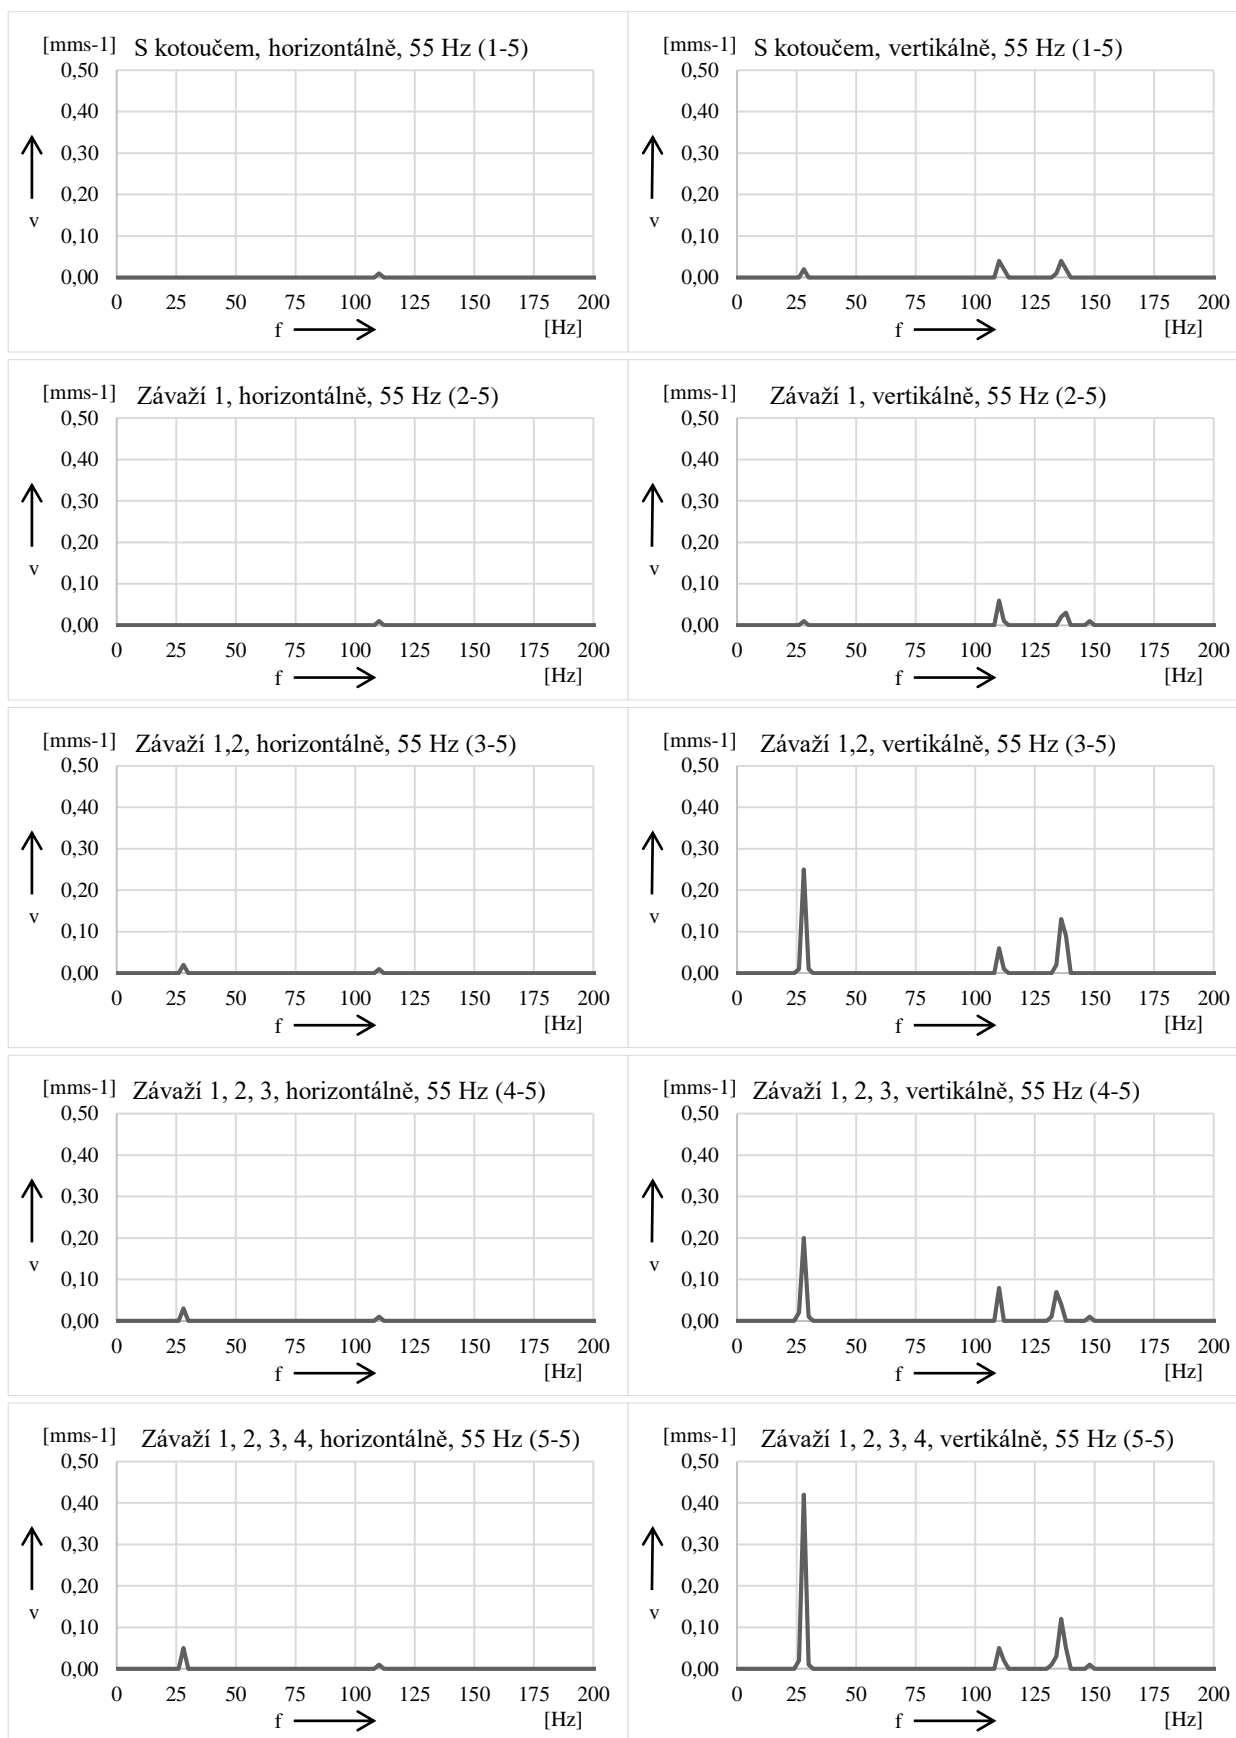 [mms-1] S kotoučem, horizontálně, 55 Hz (1-5)
0,50
0,40
0,30
0,20
v
0,10
0,00
0 25 50 75 100 125 150 175 200
f [Hz]
[mms-1] S kotoučem, vertikálně, 55 Hz (1-5)
0,50
0,40
0,30
0,20
v
0,10
0,00
0 25 50 75 100 125 150 175 200
f [Hz]
[mms-1] Závaží 1, horizontálně, 55 Hz (2-5)
0,50
0,40
0,30
0,20
v
0,10
0,00
0 25 50 75 100 125 150 175 200
f [Hz]
[mms-1] Závaží 1, vertikálně, 55 Hz (2-5)
0,50
0,40
0,30
0,20
v
0,10
0,00
0 25 50 75 100 125 150 175 200
f [Hz]
[mms-1] Závaží 1,2, horizontálně, 55 Hz (3-5)
0,50
0,40
0,30
0,20
v
0,10
0,00
0 25 50 75 100 125 150 175 200
f [Hz]
[mms-1] Závaží 1,2, vertikálně, 55 Hz (3-5)
0,50
0,40
0,30
0,20
v
0,10
0,00
0 25 50 75 100 125 150 175 200
f [Hz]
[mms-1] Závaží 1, 2, 3, horizontálně, 55 Hz (4-5)
0,50
0,40
0,30
0,20
v
0,10
0,00
0 25 50 75 100 125 150 175 200
f [Hz]
[mms-1] Závaží 1, 2, 3, vertikálně, 55 Hz (4-5)
0,50
0,40
0,30
0,20
v
0,10
0,00
0 25 50 75 100 125 150 175 200
f [Hz]
[mms-1] Závaží 1, 2, 3, 4, horizontálně, 55 Hz (5-5)
0,50
0,40
0,30
0,20
v
0,10
0,00
0 25 50 75 100 125 150 175 200
f [Hz]
[mms-1] Závaží 1, 2, 3, 4, vertikálně, 55 Hz (5-5)
0,50
0,40
0,30
0,20
v
0,10
0,00
0 25 50 75 100 125 150 175 200
f [Hz]